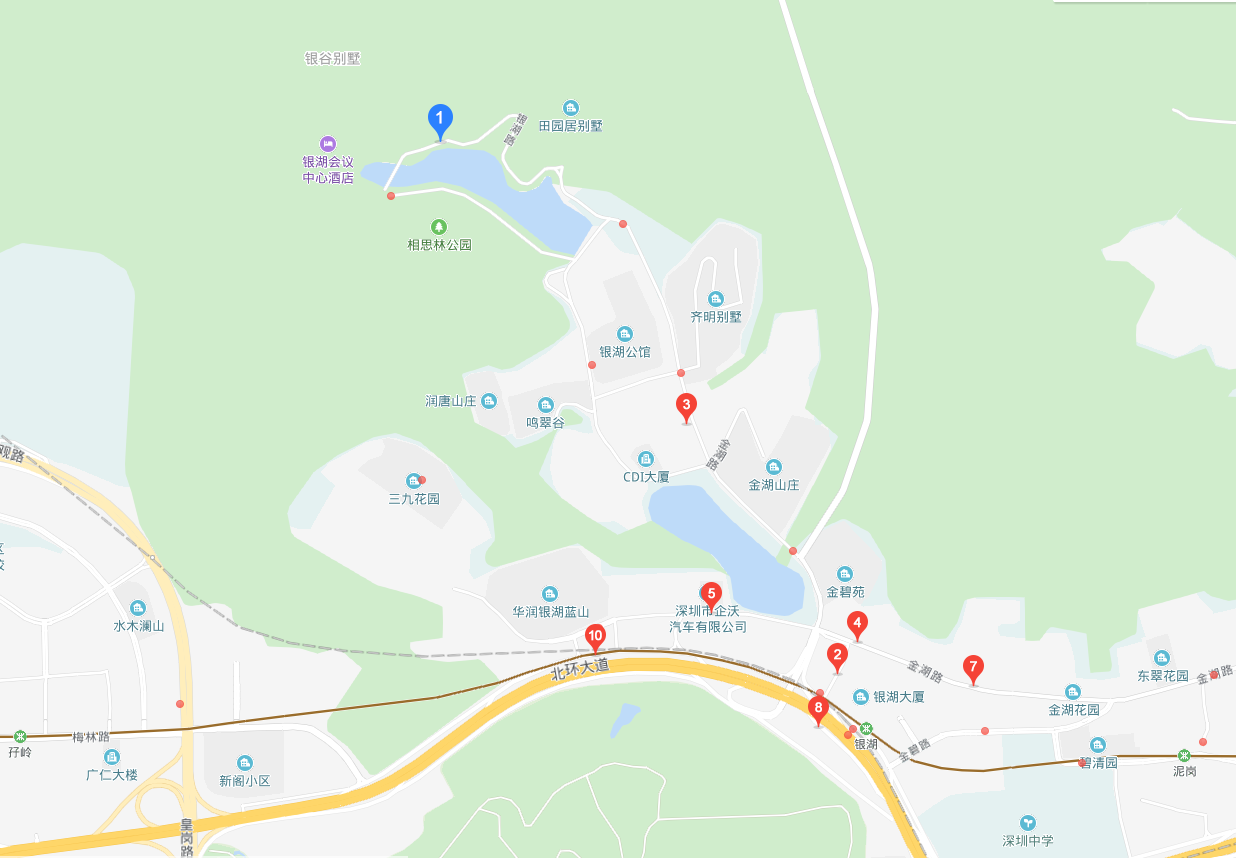 银谷别墅
1
田园居别墅
银湖路
银湖会议
中心酒店
相思林公园
齐明别墅
银湖公馆
润唐山庄
3
鸣翠谷
金湖路
观路
CDI大厦
金湖山庄
三九花园
金碧苑
5
华润银湖蓝山
深圳市企沃
汽车有限公司
水木澜山
4
10
2
北环大道
金湖路
7
东翠花园
金湖路
银湖大厦
金湖花园
8
梅林路
孖岭
银湖
金碧路
广仁大楼
新阁小区
碧清园
泥岗
皇岗路
深圳中学